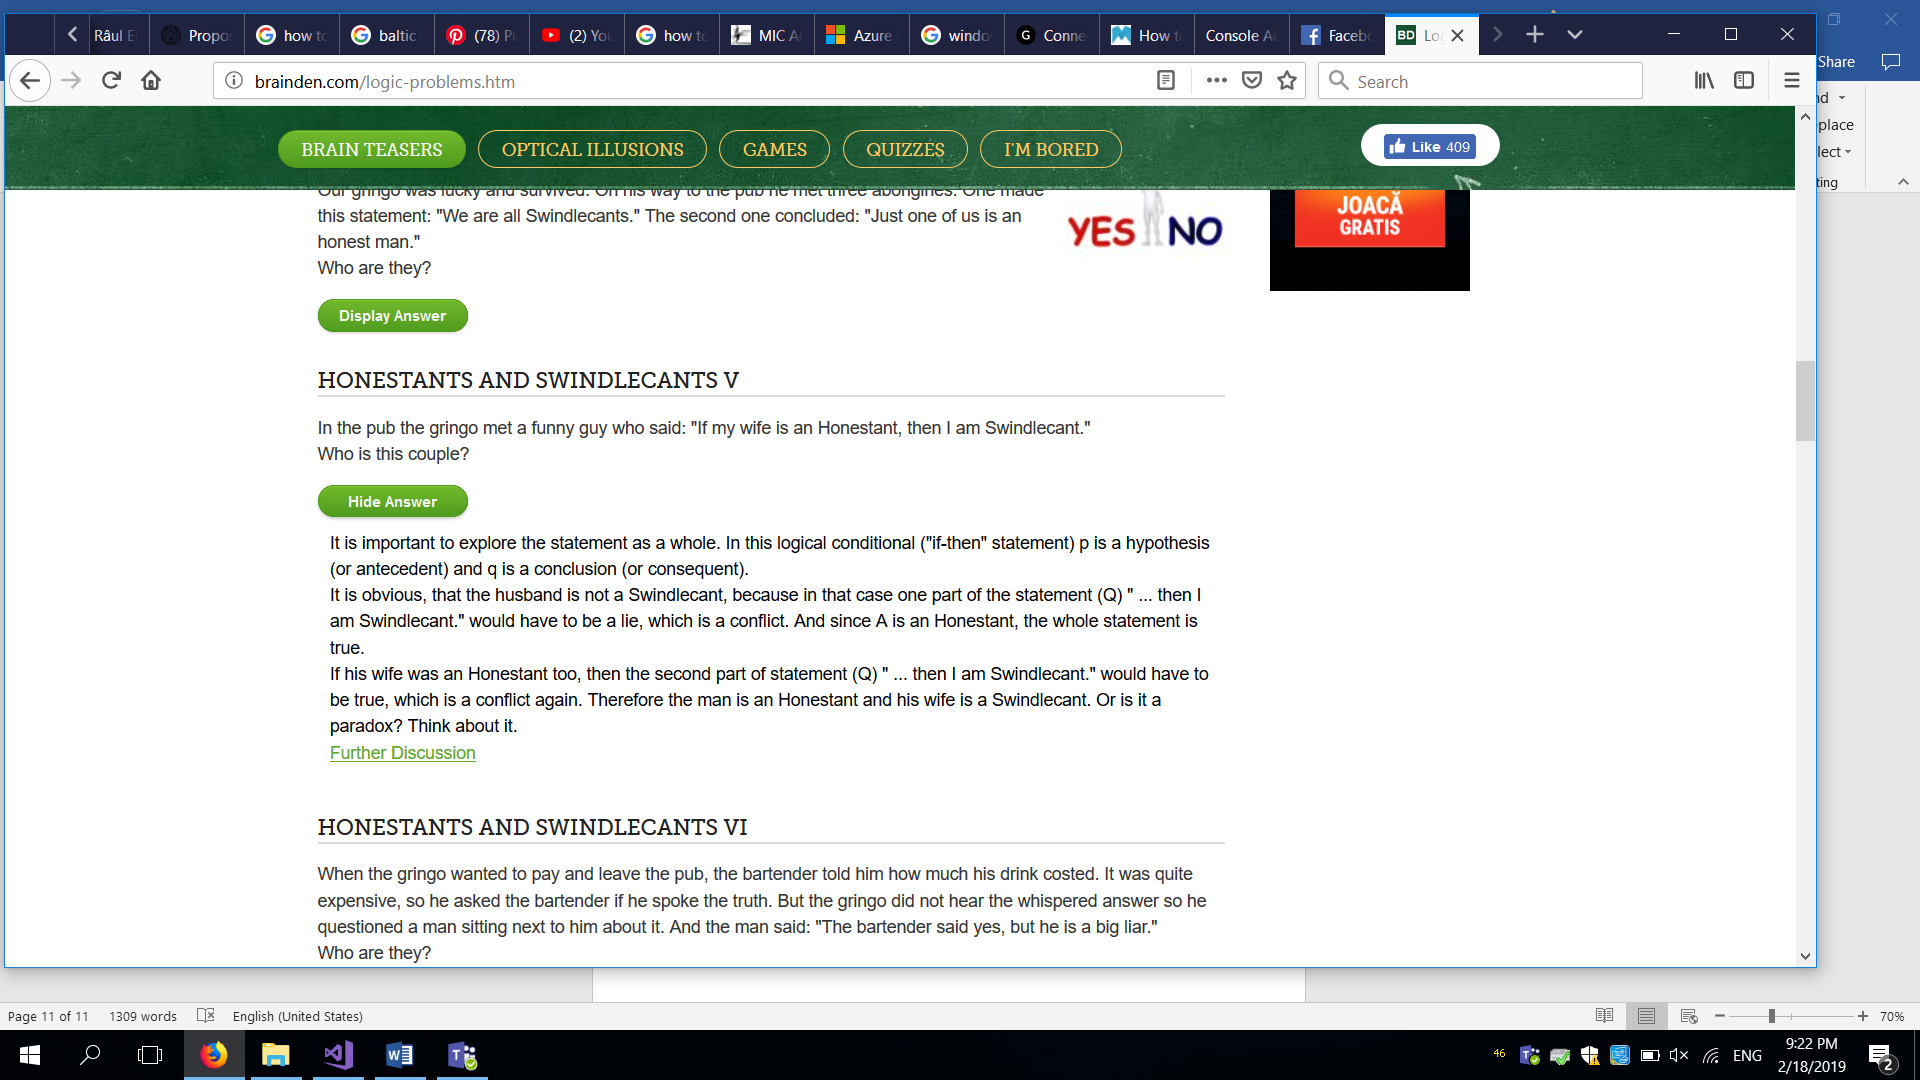 Râul E
Propo
how to
baltic
(78) Pi
(2) You
how to
MIC A
Azure
windo
Conne
How t
Console Ac
Facebo
BD Lo
Share
brainden.com/logic-problems.htm
Search
BRAIN TEASERS
OPTICAL ILLUSIONS
GAMES
QUIZZES
I'M BORED
Like 409
nd
place
lect
ting
Our gringo was lucky and survived. On his way to the pub he met three aborigines. One made
this statement: "We are all Swindlecants." The second one concluded: "Just one of us is an
honest man."
Who are they?
YES NO
JOACĂ
GRATIS
Display Answer
HONESTANTS AND SWINDLECANTS V
In the pub the gringo met a funny guy who said: "If my wife is an Honestant, then I am Swindlecant."
Who is this couple?
Hide Answer
It is important to explore the statement as a whole. In this logical conditional ("if-then" statement) p is a hypothesis
(or antecedent) and q is a conclusion (or consequent).
It is obvious, that the husband is not a Swindlecant, because in that case one part of the statement (Q) " ... then I
am Swindlecant." would have to be a lie, which is a conflict. And since A is an Honestant, the whole statement is
true.
If his wife was an Honestant too, then the second part of statement (Q) " ... then I am Swindlecant." would have to
be true, which is a conflict again. Therefore the man is an Honestant and his wife is a Swindlecant. Or is it a
paradox? Think about it.
Further Discussion
HONESTANTS AND SWINDLECANTS VI
When the gringo wanted to pay and leave the pub, the bartender told him how much his drink costed. It was quite
expensive, so he asked the bartender if he spoke the truth. But the gringo did not hear the whispered answer so he
questioned a man sitting next to him about it. And the man said: "The bartender said yes, but he is a big liar."
Who are they?
Page 11 of 11
1309 words
English (United States)
70%
46
ENG
9:22 PM
2/18/2019
2